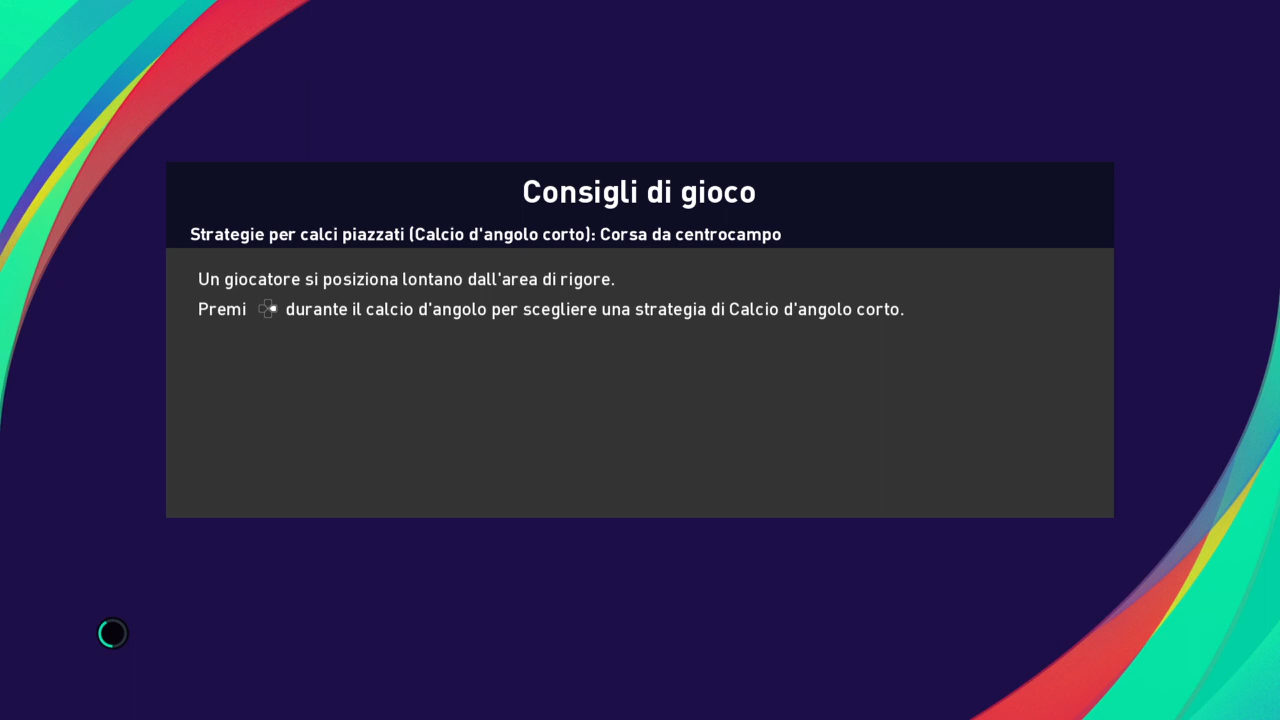 Consigli di gioco
Strategie per calci piazzati (Calcio d'angolo corto): Corsa da centrocampo
Un giocatore si posiziona lontano dall'area di rigore.
Premi durante il calcio d'angolo per scegliere una strategia di Calcio d'angolo corto.